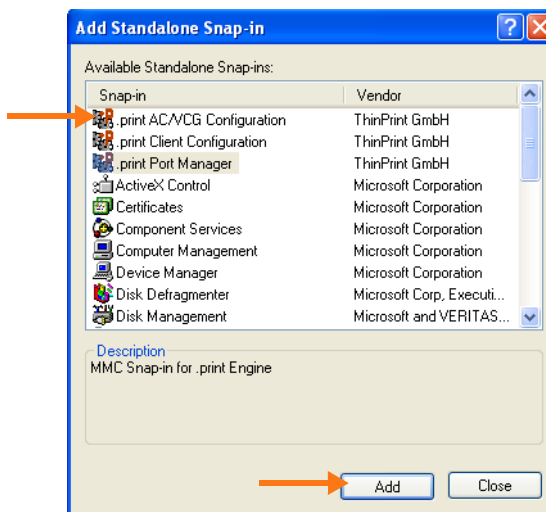 Add Standalone Snap-in
Available Standalone Snap-ins:
Snap-in Vendor
.print AC/VCG Configuration ThinPrint GmbH
.print Client Configuration ThinPrint GmbH
.print Port Manager ThinPrint GmbH
ActiveX Control Microsoft Corporation
Certificates Microsoft Corporation
Component Services Microsoft Corporation
Computer Management Microsoft Corporation
Device Manager Microsoft Corporation
Disk Defragmenter Microsoft Corp, Executi...
Disk Management Microsoft and VERITAS...
Description
MMC Snap-in for .print Engine
Add Close